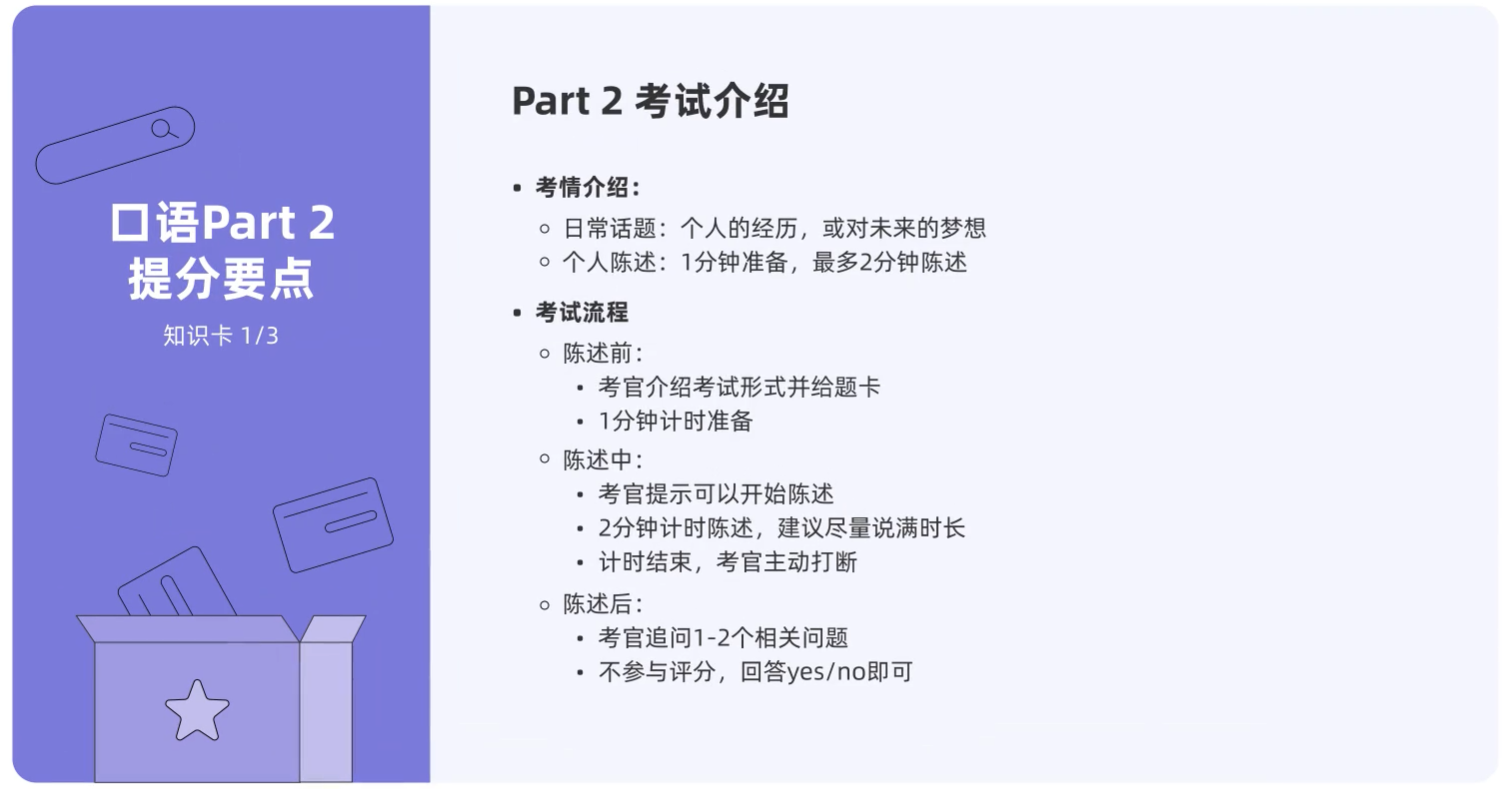 口语Part 2
提分要点
知识卡 1/3
Part 2 考试介绍
• 考情介绍：
○ 日常话题：个人的经历，或对未来的梦想
○ 个人陈述：1分钟准备，最多2分钟陈述
• 考试流程
○ 陈述前：
• 考官介绍考试形式并给题卡
• 1分钟计时准备
○ 陈述中：
• 考官提示可以开始陈述
• 2分钟计时陈述，建议尽量说满时长
• 计时结束，考官主动打断
○ 陈述后：
• 考官追问1-2个相关问题
• 不参与评分，回答yes/no即可